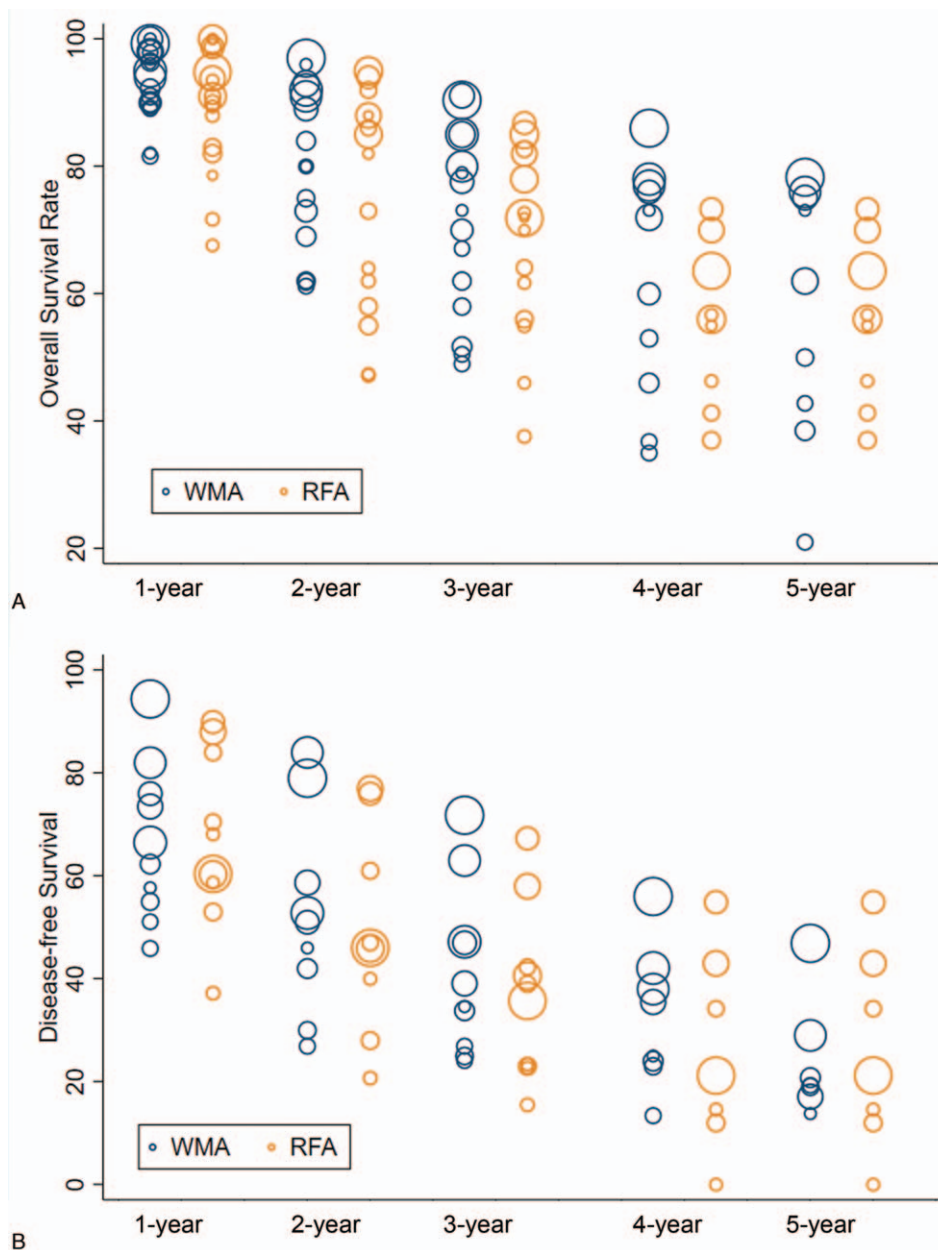 100
80
60
40
20
Overall Survival Rate
WMA RFA
1-year 2-year 3-year 4-year 5-year
A
100
80
60
40
20
0
Disease-free Survival
WMA RFA
1-year 2-year 3-year 4-year 5-year
B